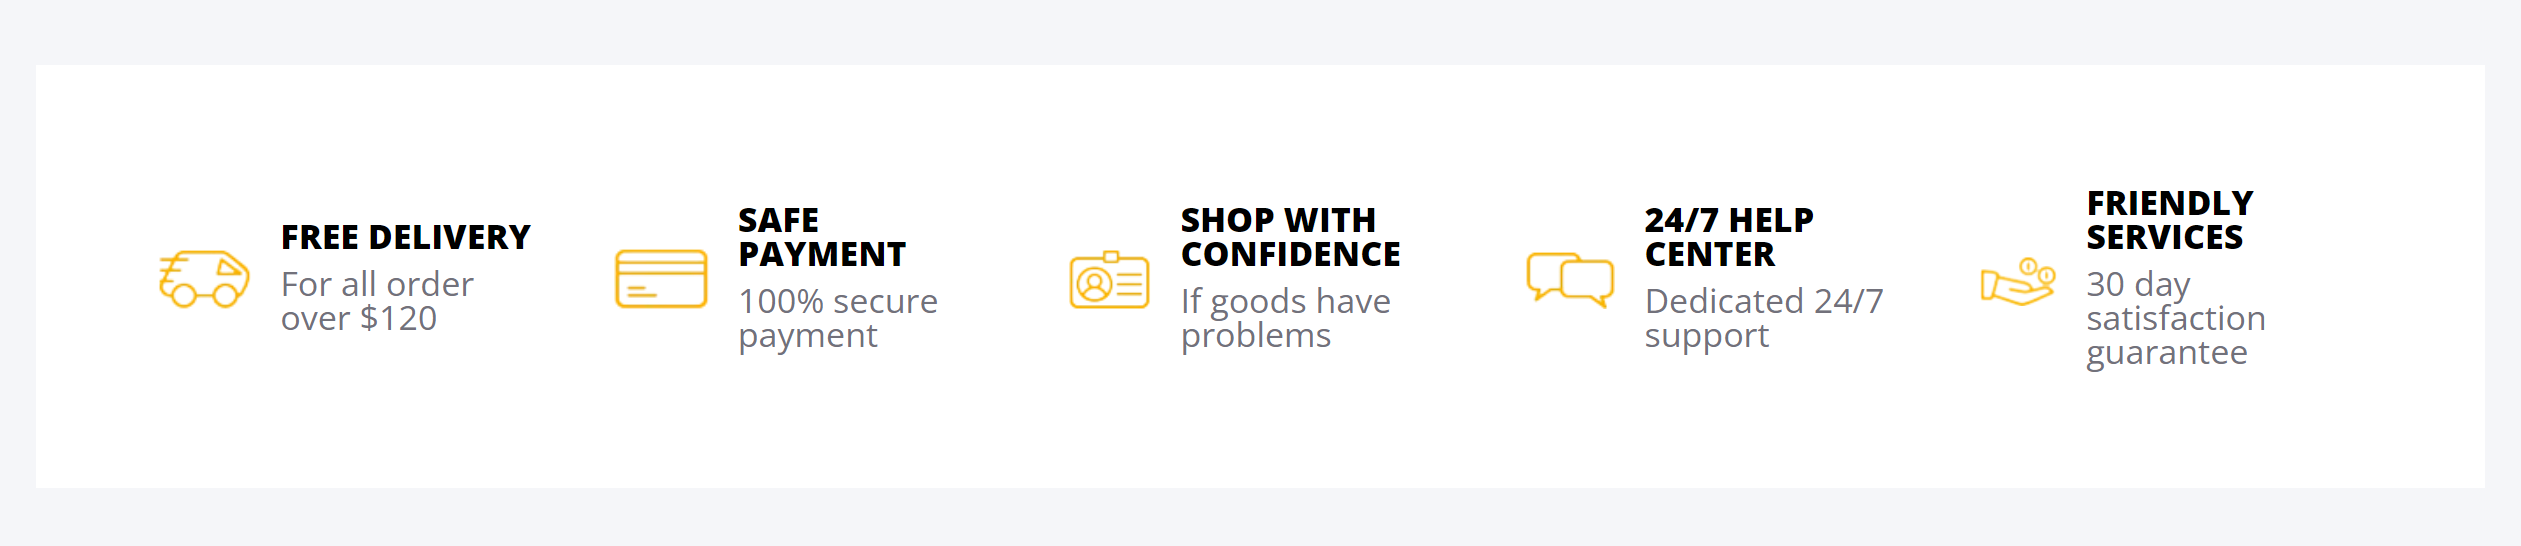 FREE DELIVERY
For all order
over $120
SAFE
PAYMENT
100% secure
payment
SHOP WITH
CONFIDENCE
If goods have
problems
24/7 HELP
CENTER
Dedicated 24/7
support
FRIENDLY
SERVICES
30 day
satisfaction
guarantee